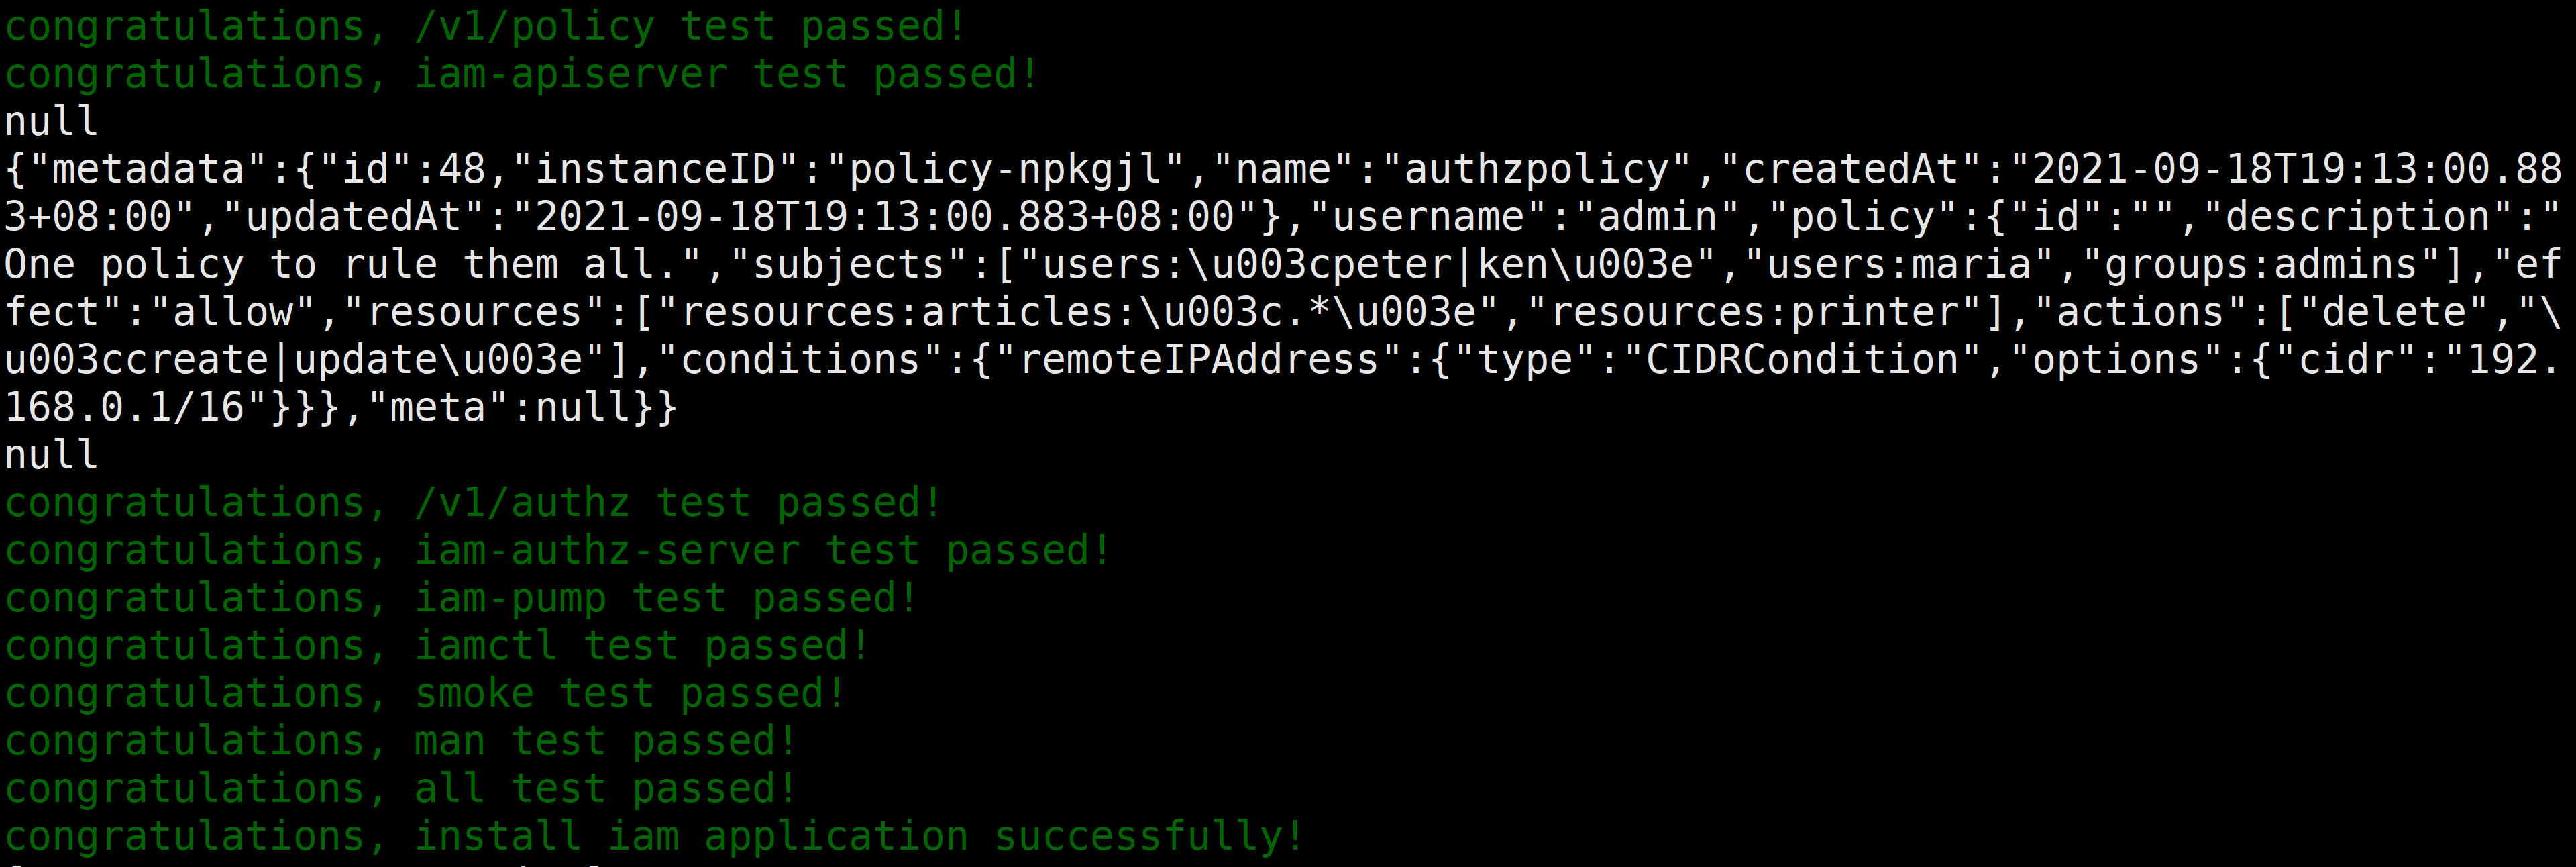 congratulations, /v1/policy test passed!
congratulations, iam-apiserver test passed!
null
{"metadata":{"id":48,"instanceID":"policy-npkgjl","name":"authzpolicy","createdAt":"2021-09-18T19:13:00.88
3+08:00","updatedAt":"2021-09-18T19:13:00.883+08:00"},"username":"admin","policy":{"id":"","description":"
One policy to rule them all.","subjects":["users:\u003cpeter|ken\u003e","users:maria","groups:admins"],"ef
fect":"allow","resources":["resources:articles:\u003c.*\u003e","resources:printer"],"actions":["delete","\
u003ccreate|update\u003e"],"conditions":{"remoteIPAddress":{"type":"CIDRCondition","options":{"cidr":"192.
168.0.1/16"}}},"meta":null}}
null
congratulations, /v1/authz test passed!
congratulations, iam-authz-server test passed!
congratulations, iam-pump test passed!
congratulations, iamctl test passed!
congratulations, smoke test passed!
congratulations, man test passed!
congratulations, all test passed!
congratulations, install iam application successfully!